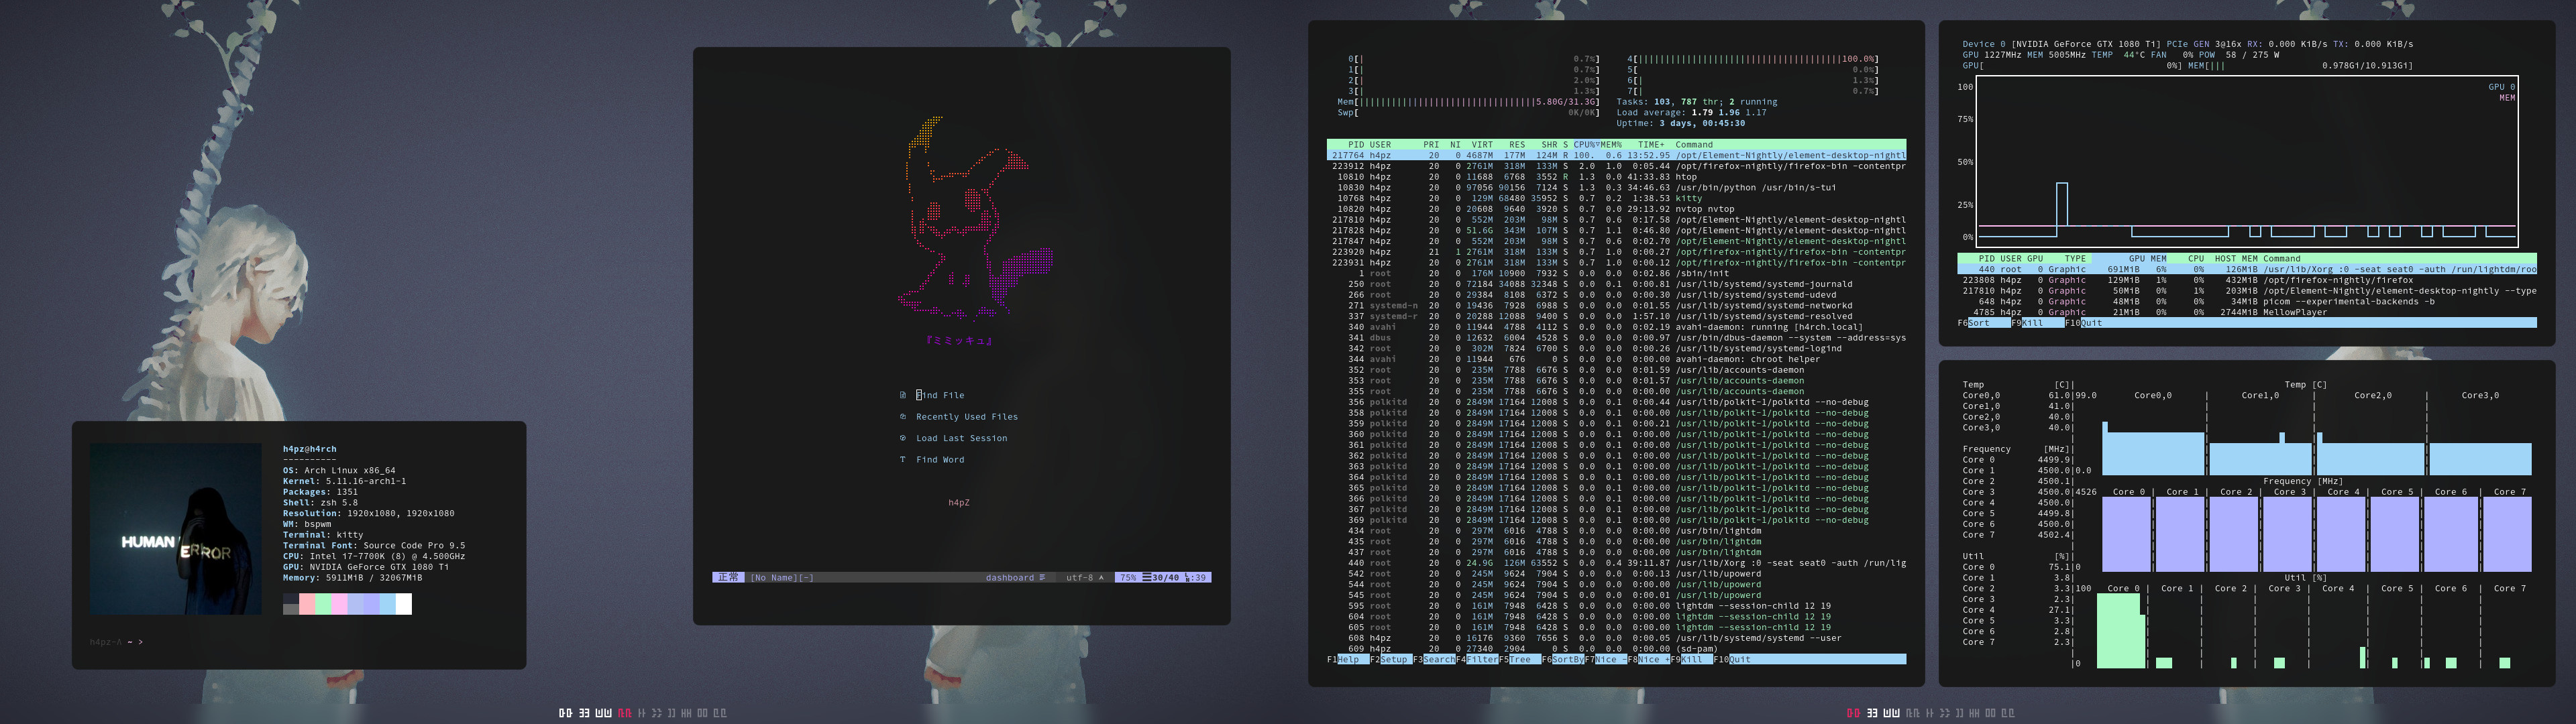 h4pz@h4rch
----------
OS: Arch Linux x86_64
Kernel: 5.11.16-arch1-1
Packages: 1351
Shell: zsh 5.8
Resolution: 1920x1080, 1920x1080
WM: bspwm
Terminal: kitty
Terminal Font: Source Code Pro 9.5
CPU: Intel i7-7700K (8) @ 4.500GHz
GPU: NVIDIA GeForce GTX 1080 Ti
Memory: 5911MiB / 32067MiB
HUMAN
ERROR
h4pz-A ~ >
『ミミッキュ』
Find File
Recently Used Files
Load Last Session
Find Word
h4pZ
正常 [No Name][-] dashboard utf-8 75% 30/40 :39
0[| 0.7%] 4[||||100.0%]
1[| 0.7%] 5[ 0.0%]
2[| 2.0%] 6[| 1.3%]
3[| 1.3%] 7[| 0.7%]
Mem[||||5.80G/31.3G] Tasks: 103, 787 thr; 2 running
Swp[ 0K/0K] Load average: 1.79 1.96 1.17
Uptime: 3 days, 00:45:30
PID USER PRI NI VIRT RES SHR S CPU%▽MEM% TIME+ Command
217764 h4pz 20 0 4687M 177M 124M R 100. 0.6 13:52.95 /opt/Element-Nightly/element-desktop-nightl
223912 h4pz 20 0 2761M 318M 133M S 2.0 1.0 0:05.44 /opt/firefox-nightly/firefox-bin -contentpr
10810 h4pz 20 0 11688 6768 3552 R 1.3 0.0 41:33.83 htop
10830 h4pz 20 0 97056 90156 7124 S 1.3 0.3 34:46.63 /usr/bin/python /usr/bin/s-tui
10768 h4pz 20 0 129M 68480 35952 S 0.7 0.2 1:38.53 kitty
10820 h4pz 20 0 20608 9640 3920 S 0.7 0.0 29:13.92 nvtop nvtop
217810 h4pz 20 0 552M 203M 98M S 0.7 0.6 0:17.58 /opt/Element-Nightly/element-desktop-nightl
217828 h4pz 20 0 51.6G 343M 107M S 0.7 1.1 0:46.80 /opt/Element-Nightly/element-desktop-nightl
217847 h4pz 20 0 552M 203M 98M S 0.7 0.6 0:02.70 /opt/Element-Nightly/element-desktop-nightl
223920 h4pz 21 1 2761M 318M 133M S 0.7 1.0 0:00.27 /opt/firefox-nightly/firefox-bin -contentpr
223931 h4pz 20 0 2761M 318M 133M S 0.7 1.0 0:00.12 /opt/firefox-nightly/firefox-bin -contentpr
1 root 20 0 176M 10900 7932 S 0.0 0.0 0:02.86 /sbin/init
250 root 20 0 72184 34088 32348 S 0.0 0.1 0:00.81 /usr/lib/systemd/systemd-journald
266 root 20 0 29384 8108 6372 S 0.0 0.0 0:00.30 /usr/lib/systemd/systemd-udevd
271 systemd-n 20 0 19436 7928 6988 S 0.0 0.0 0:01.55 /usr/lib/systemd/systemd-networkd
337 systemd-r 20 0 20288 12088 9400 S 0.0 0.0 1:57.10 /usr/lib/systemd/systemd-resolved
340 avahi 20 0 11944 4788 4112 S 0.0 0.0 0:02.19 avahi-daemon: running [h4rch.local]
341 dbus 20 0 12632 6004 4528 S 0.0 0.0 0:00.97 /usr/bin/dbus-daemon --system --address=sys
342 root 20 0 302M 7824 6700 S 0.0 0.0 0:00.26 /usr/lib/systemd/systemd-logind
344 avahi 20 0 11944 676 0 S 0.0 0.0 0:00.00 avahi-daemon: chroot helper
352 root 20 0 235M 7788 6676 S 0.0 0.0 0:01.59 /usr/lib/accounts-daemon
353 root 20 0 235M 7788 6676 S 0.0 0.0 0:01.57 /usr/lib/accounts-daemon
355 root 20 0 235M 7788 6676 S 0.0 0.0 0:00.00 /usr/lib/accounts-daemon
356 polkitd 20 0 2849M 17164 12008 S 0.0 0.1 0:00.44 /usr/lib/polkit-1/polkitd --no-debug
358 polkitd 20 0 2849M 17164 12008 S 0.0 0.1 0:00.00 /usr/lib/polkit-1/polkitd --no-debug
359 polkitd 20 0 2849M 17164 12008 S 0.0 0.1 0:00.21 /usr/lib/polkit-1/polkitd --no-debug
360 polkitd 20 0 2849M 17164 12008 S 0.0 0.1 0:00.00 /usr/lib/polkit-1/polkitd --no-debug
361 polkitd 20 0 2849M 17164 12008 S 0.0 0.1 0:00.00 /usr/lib/polkit-1/polkitd --no-debug
362 polkitd 20 0 2849M 17164 12008 S 0.0 0.1 0:00.00 /usr/lib/polkit-1/polkitd --no-debug
363 polkitd 20 0 2849M 17164 12008 S 0.0 0.1 0:00.00 /usr/lib/polkit-1/polkitd --no-debug
364 polkitd 20 0 2849M 17164 12008 S 0.0 0.1 0:00.00 /usr/lib/polkit-1/polkitd --no-debug
365 polkitd 20 0 2849M 17164 12008 S 0.0 0.1 0:00.00 /usr/lib/polkit-1/polkitd --no-debug
366 polkitd 20 0 2849M 17164 12008 S 0.0 0.1 0:00.00 /usr/lib/polkit-1/polkitd --no-debug
367 polkitd 20 0 2849M 17164 12008 S 0.0 0.1 0:00.00 /usr/lib/polkit-1/polkitd --no-debug
369 polkitd 20 0 2849M 17164 12008 S 0.0 0.1 0:00.00 /usr/lib/polkit-1/polkitd --no-debug
434 root 20 0 297M 6016 4788 S 0.0 0.0 0:00.00 /usr/bin/lightdm
435 root 20 0 297M 6016 4788 S 0.0 0.0 0:00.00 /usr/bin/lightdm
437 root 20 0 297M 6016 4788 S 0.0 0.0 0:00.00 /usr/bin/lightdm
440 root 20 0 24.9G 126M 63552 S 0.0 0.4 39:11.87 /usr/lib/Xorg :0 -seat seat0 -auth /run/lig
542 root 20 0 245M 9624 7904 S 0.0 0.0 0:00.13 /usr/lib/upowerd
544 root 20 0 245M 9624 7904 S 0.0 0.0 0:00.00 /usr/lib/upowerd
545 root 20 0 245M 9624 7904 S 0.0 0.0 0:00.01 /usr/lib/upowerd
595 root 20 0 161M 7948 6428 S 0.0 0.0 0:00.00 lightdm --session-child 12 19
604 root 20 0 161M 7948 6428 S 0.0 0.0 0:00.00 lightdm --session-child 12 19
605 root 20 0 161M 7948 6428 S 0.0 0.0 0:00.00 lightdm --session-child 12 19
608 h4pz 20 0 16176 9360 7656 S 0.0 0.0 0:00.05 /usr/lib/systemd/systemd --user
609 h4pz 20 0 27340 2904 0 S 0.0 0.0 0:00.00 (sd-pam)
F1Help F2Setup F3SearchF4FilterF5Tree F6SortByF7Nice -F8Nice +F9Kill F10Quit
Device 0 [NVIDIA GeForce GTX 1080 Ti] PCIe GEN 3@16x RX: 0.000 KiB/s TX: 0.000 KiB/s
GPU 1227MHz MEM 5005MHz TEMP 44°C FAN 0% POW 58 / 275 W
GPU[ 0%] MEM[||| 0.978Gi/10.913Gi]
100 GPU 0
MEM
75%
50%
25%
0%
PID USER GPU TYPE GPU MEM CPU HOST MEM Command
440 root 0 Graphic 691MiB 6% 0% 126MiB /usr/lib/Xorg :0 -seat seat0 -auth /run/lightdm/roo
223808 h4pz 0 Graphic 129MiB 1% 0% 432MiB /opt/firefox-nightly/firefox
217810 h4pz 0 Graphic 50MiB 0% 1% 203MiB /opt/Element-Nightly/element-desktop-nightly --type
648 h4pz 0 Graphic 48MiB 0% 0% 34MiB picom --experimental-backends -b
4785 h4pz 0 Graphic 21MiB 0% 0% 2744MiB MellowPlayer
F6Sort F9Kill F10Quit
Temp [C]| Temp [C]
Core0,0 61.0|99.0 Core0,0 | Core1,0 | Core2,0 | Core3,0
Core1,0 41.0|
Core2,0 40.0|
Core3,0 40.0|
Frequency [MHz]|
Core 0 4499.9|
Core 1 4500.0|0.0
Core 2 4500.1| Frequency [MHz]
Core 3 4500.0|4526 Core 0 | Core 1 | Core 2 | Core 3 | Core 4 | Core 5 | Core 6 | Core 7
Core 4 4500.0|
Core 5 4499.8|
Core 6 4500.0|
Core 7 4502.4|
Util [%]|
Core 0 75.1|0
Core 1 3.8| Util [%]
Core 2 3.3|100 Core 0 | Core 1 | Core 2 | Core 3 | Core 4 | Core 5 | Core 6 | Core 7
Core 3 2.3|
Core 4 27.1|
Core 5 3.3|
Core 6 2.8|
Core 7 2.3|
|0